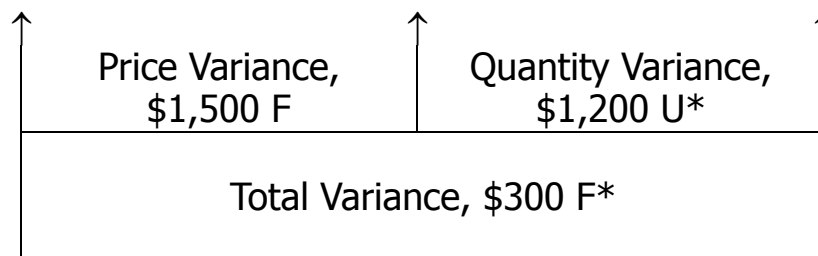 Price Variance,
$1,500 F
Quantity Variance,
$1,200 U*
Total Variance, $300 F*